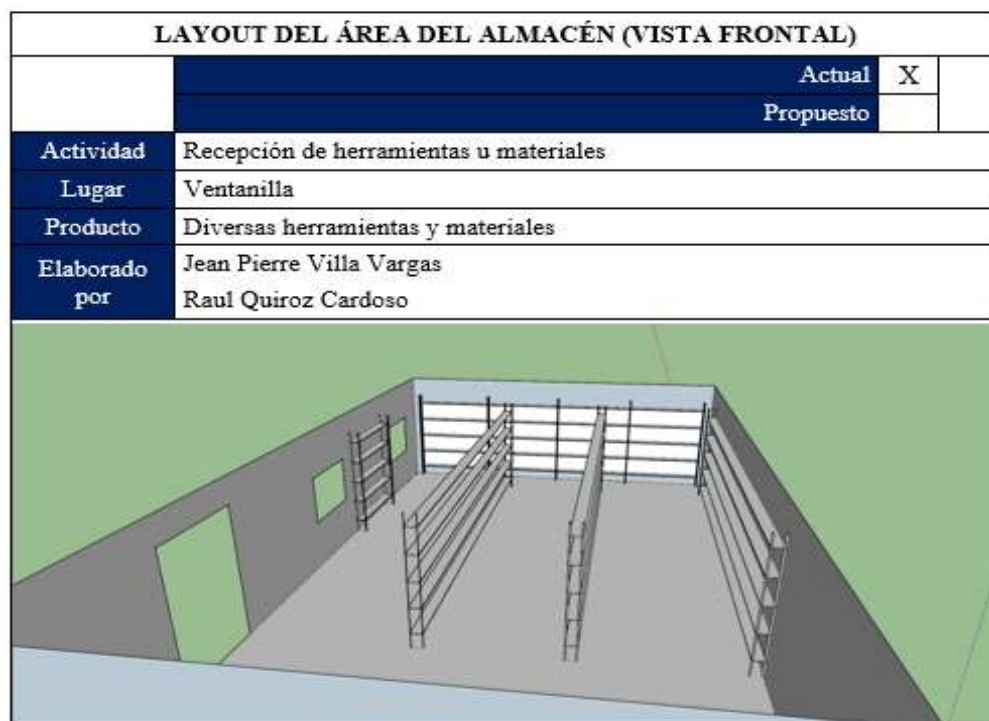 LAYOUT DEL ÁREA DEL ALMACÉN (VISTA FRONTAL)
Actual X
Propuesto
Actividad Recepción de herramientas u materiales
Lugar Ventanilla
Producto Diversas herramientas y materiales
Elaborado por Jean Pierre Villa Vargas
Raul Quiroz Cardoso